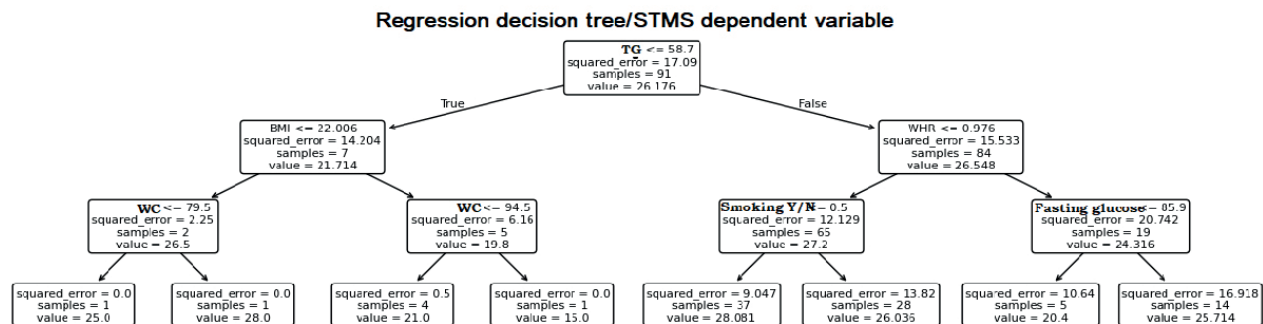 Regression decision tree/STMS dependent variable
TG <= 58.7
squared_error = 17.09
samples = 91
value = 26.176
True
False
BMI <= 22.006
squared_error = 14.204
samples = 7
value = 21.714
WHR <= 0.976
squared_error = 15.533
samples = 84
value = 26.548
WC <= 79.5
squared_error = 2.25
samples = 2
value = 26.5
WC <= 94.5
squared_error = 6.16
samples = 5
value = 19.8
Smoking Y/N <= 0.5
squared_error = 12.129
samples = 65
value = 27.2
Fasting glucose <= 85.9
squared_error = 20.742
samples = 19
value = 24.316
squared_error = 0.0
samples = 1
value = 25.0
squared_error = 0.0
samples = 1
value = 28.0
squared_error = 0.5
samples = 4
value = 21.0
squared_error = 0.0
samples = 1
value = 15.0
squared_error = 9.047
samples = 37
value = 28.081
squared_error = 13.82
samples = 28
value = 26.036
squared_error = 10.64
samples = 5
value = 20.4
squared_error = 16.918
samples = 14
value = 25.714